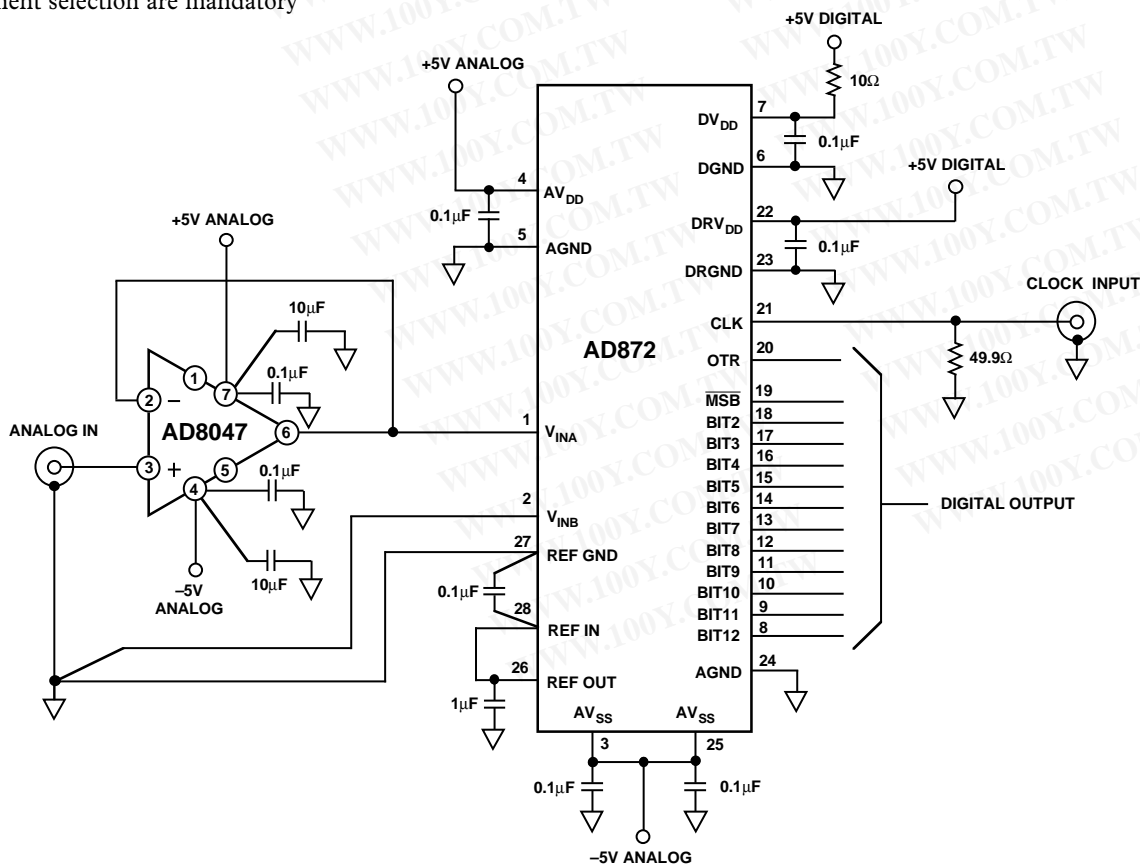 ment selection are mandatory
+5V DIGITAL
10Ω
+5V ANALOG
7
DV_DD
0.1μF
6
DGND
+5V DIGITAL
4
AV_DD
0.1μF
5
AGND
22
DRV_DD
0.1μF
23
DRGND
+5V ANALOG
CLOCK INPUT
21
CLK
49.9Ω
10μF
0.1μF
AD872
OTR
20
1
7
2
–
AD8047
6
ANALOG IN
3
+
5
4
0.1μF
10μF
–5V
ANALOG
1
V_INA
2
V_INB
27
REF GND
0.1μF
28
REF IN
26
REF OUT
1μF
MSB
19
BIT2
18
BIT3
17
BIT4
16
BIT5
15
BIT6
14
BIT7
13
BIT8
12
BIT9
11
BIT10
10
BIT11
9
BIT12
8
DIGITAL OUTPUT
AGND
24
AV_SS
AV_SS
3
25
0.1μF
0.1μF
–5V ANALOG
WWW.100Y.COM.TW